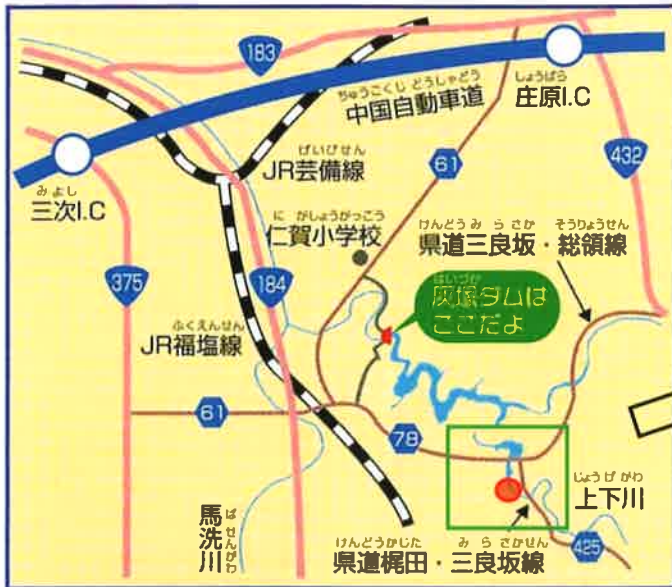 183
ちゅうごくじどうしゃどう
中国自動車道
しょうばら
庄原I.C
61
432
げいびせん
JR芸備線
みよし
三次I.C
にがしょうがっこう
仁賀小学校
けんどうみらさか・そうりょうせん
県道三良坂・総領線
375
184
はいづか
灰塚ダムは
ここだよ
ふくえんせん
JR福塩線
61
78
馬洗川
ばせんがわ
じょうげがわ
上下川
けんどうかじた・みらさかせん
県道梶田・三良坂線
425